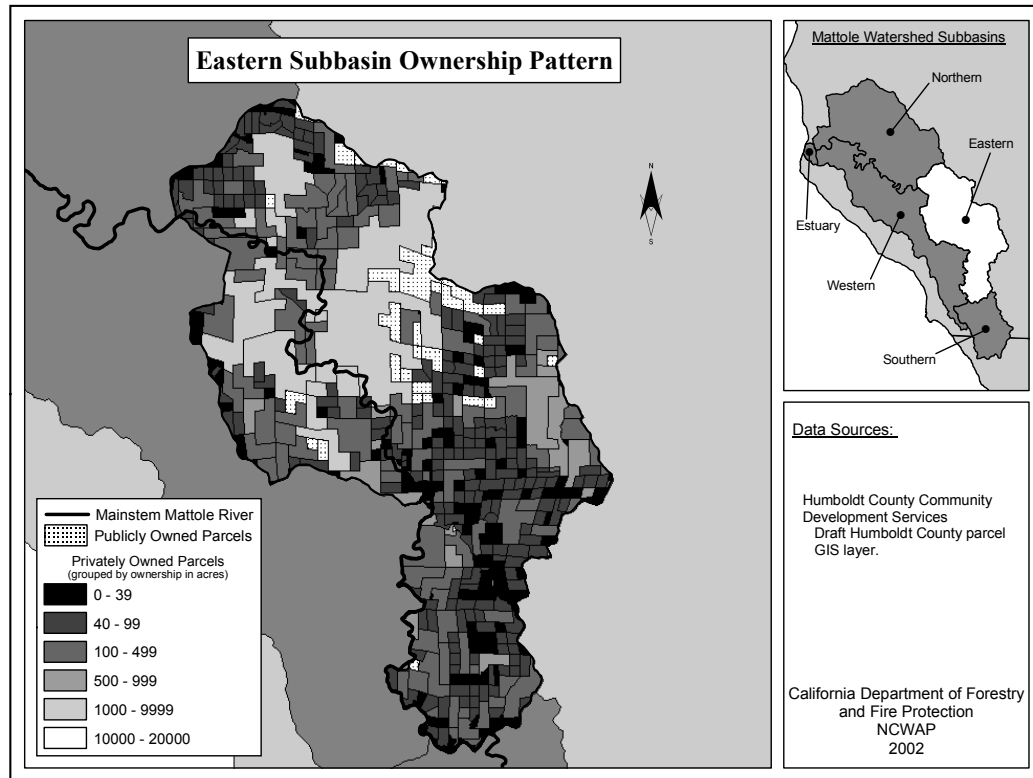 Eastern Subbasin Ownership Pattern
N
S
Mainstem Mattole River
Publicly Owned Parcels
Privately Owned Parcels
(grouped by ownership in acres)
0 - 39
40 - 99
100 - 499
500 - 999
1000 - 9999
10000 - 20000
Mattole Watershed Subbasins
Northern
Eastern
Estuary
Western
Southern
Data Sources:
Humboldt County Community
Development Services
Draft Humboldt County parcel
GIS layer.
California Department of Forestry
and Fire Protection
NCWAP
2002